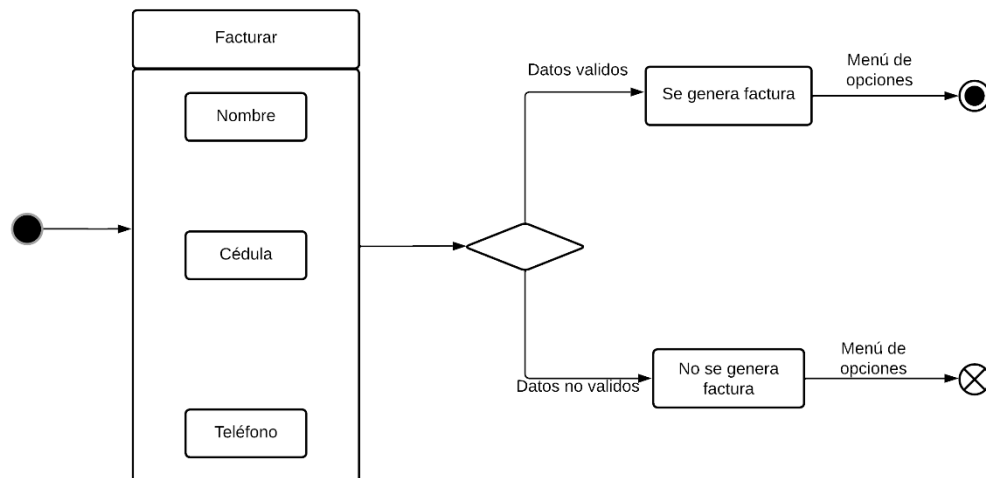 Facturar
Nombre
Cédula
Teléfono
Datos validos
Se genera factura
Menú de
opciones
Datos no validos
No se genera
factura
Menú de
opciones